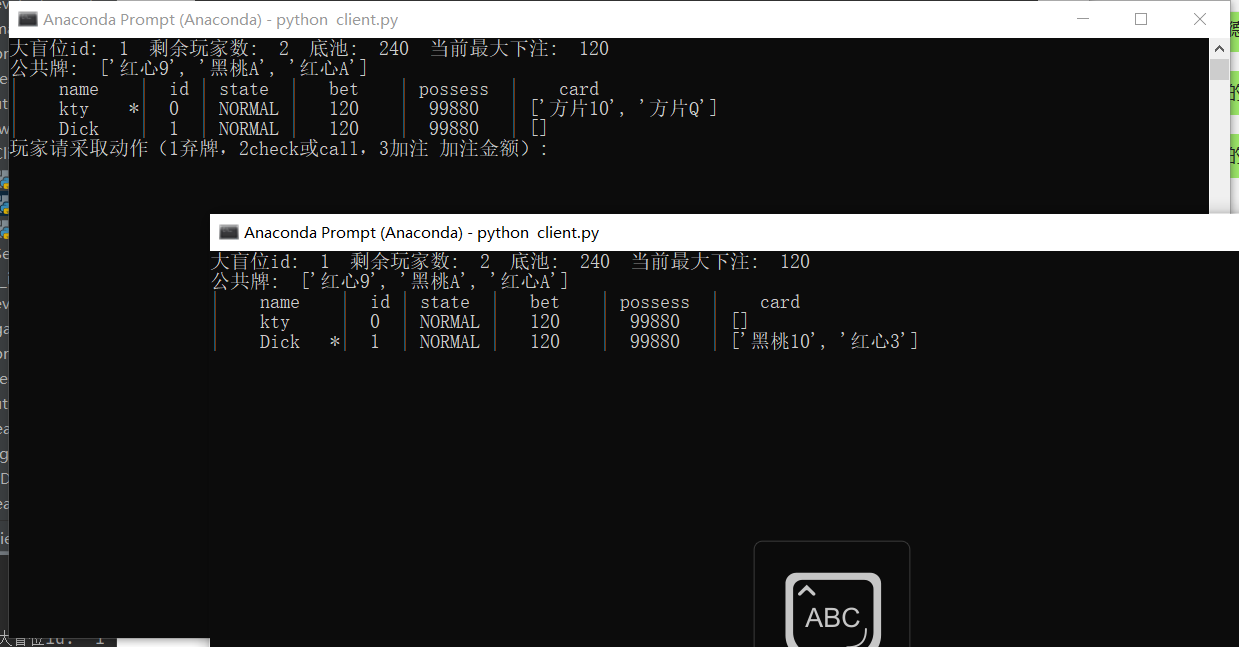 Anaconda Prompt (Anaconda) - python  client.py
大盲位id:  1  剩余玩家数:  2  底池:  240  当前最大下注:  120
公共牌:  ['红心9', '黑桃A', '红心A']
name id state bet possess card
kty * 0 NORMAL 120 99880 ['方片10', '方片Q']
Dick 1 NORMAL 120 99880 []
玩家请采取动作（1弃牌，2check或call，3加注 加注金额）:
Anaconda Prompt (Anaconda) - python  client.py
大盲位id:  1  剩余玩家数:  2  底池:  240  当前最大下注:  120
公共牌:  ['红心9', '黑桃A', '红心A']
name id state bet possess card
kty 0 NORMAL 120 99880 []
Dick * 1 NORMAL 120 99880 ['黑桃10', '红心3']
ABC